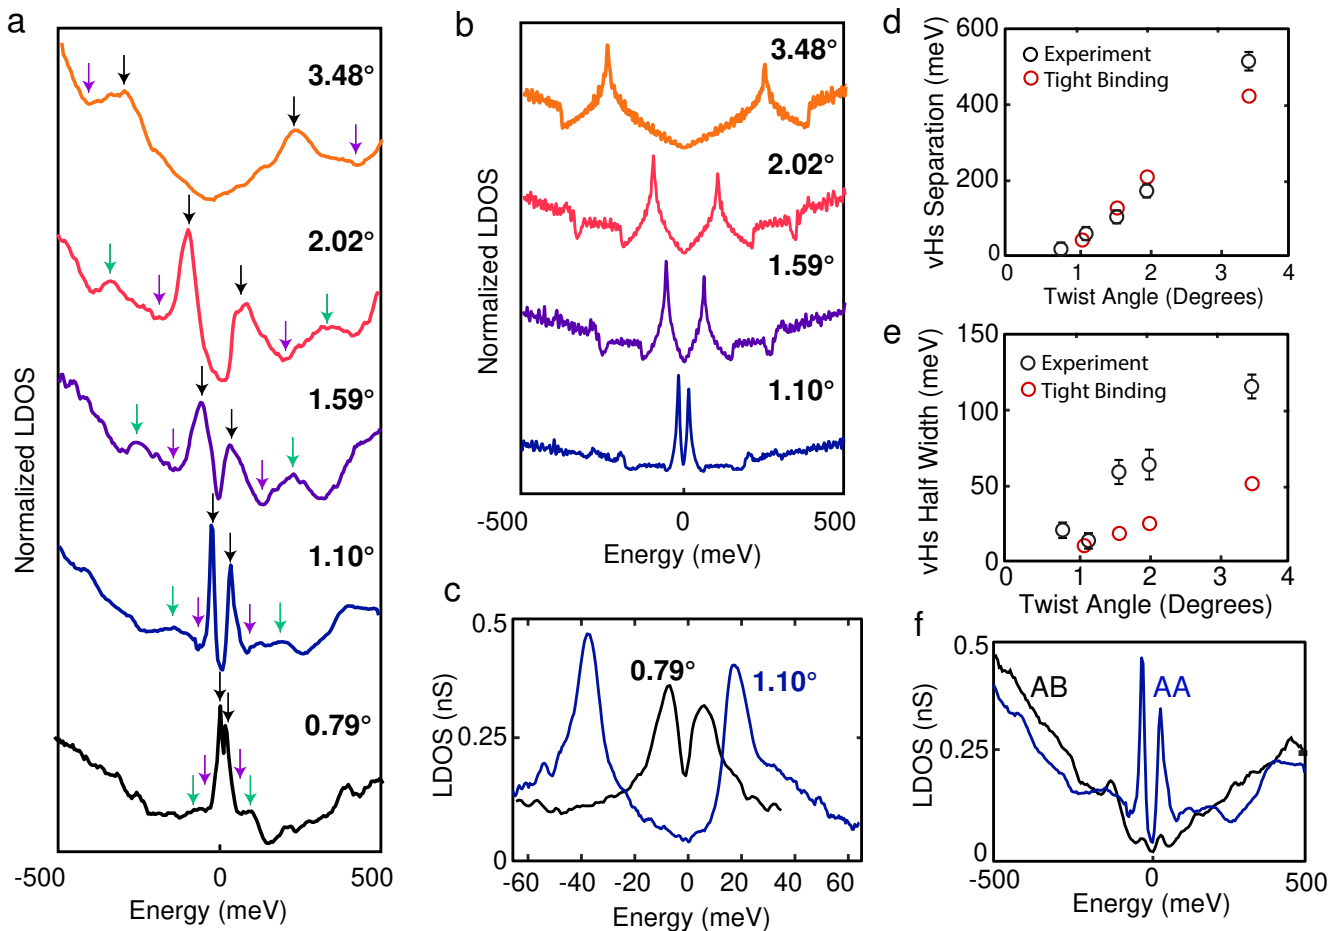 a
3.48°
2.02°
1.59°
1.10°
0.79°
Normalized LDOS
-500
0
500
Energy (meV)
b
3.48°
2.02°
1.59°
1.10°
Normalized LDOS
-500
0
500
Energy (meV)
c
0.5
0.25
0
LDOS (nS)
0.79°
1.10°
-60
-40
-20
0
20
40
60
Energy (meV)
d
600
400
200
0
vHs Separation (meV)
Experiment
Tight Binding
0
1
2
3
4
Twist Angle (Degrees)
e
150
100
50
0
vHs Half Width (meV)
Experiment
Tight Binding
0
1
2
3
4
Twist Angle (Degrees)
f
0.5
0.25
0
LDOS (nS)
AB
AA
-500
0
500
Energy (meV)